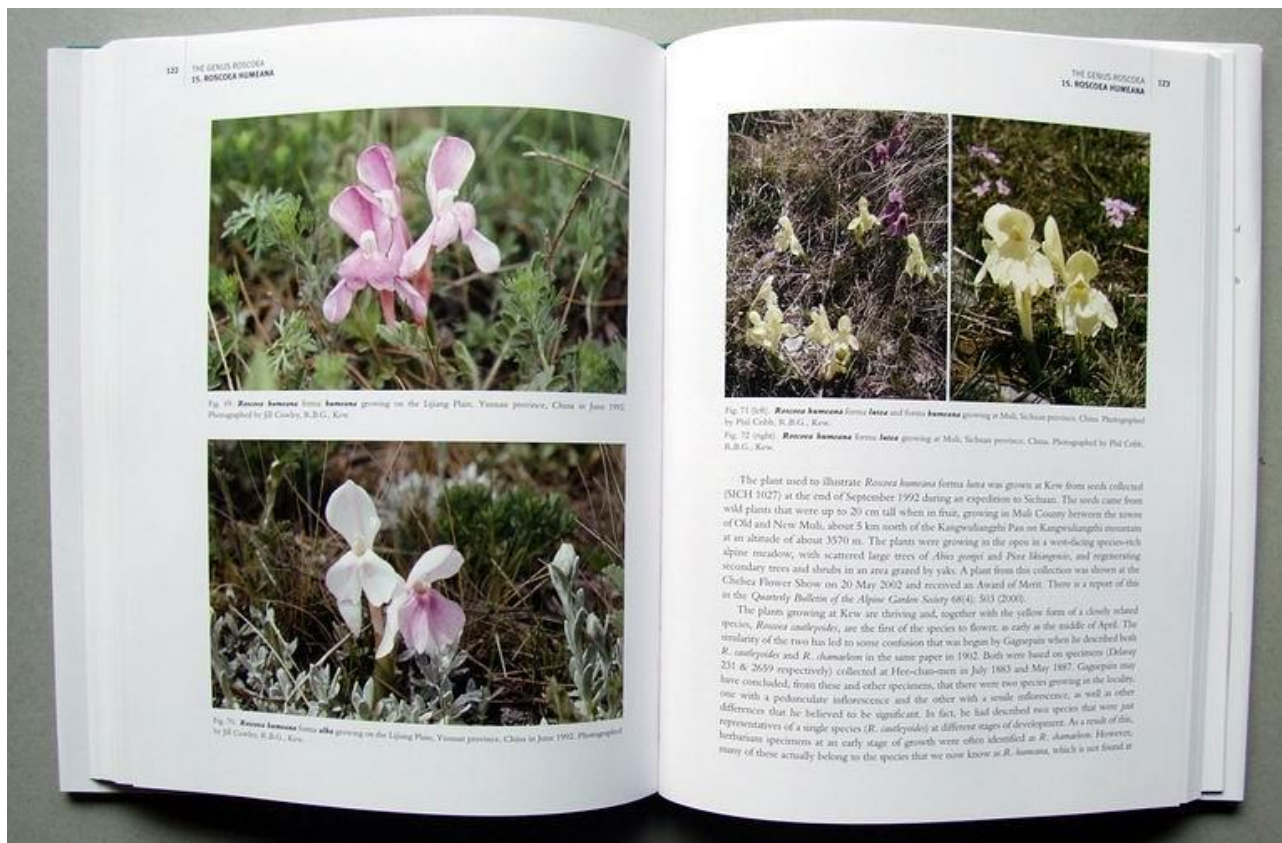 122 THE GENUS ROSCOEA
15. ROSCOEA HUMEANA
Fig. 69. Roscoea humeana forma humeana growing on the Lijiang Plain, Yunnan province, China in June 1992.
Photographed by Jill Cowley, R.B.G., Kew.
Fig. 70. Roscoea humeana forma alba growing on the Lijiang Plain, Yunnan province, China in June 1992. Photographed
by Jill Cowley, R.B.G., Kew.
THE GENUS ROSCOEA 123
15. ROSCOEA HUMEANA
Fig. 71 (left). Roscoea humeana forma lutea and forma humeana growing at Muli, Sichuan province, China. Photographed
by Phil Cribb, R.B.G., Kew.
Fig. 72 (right). Roscoea humeana forma lutea growing at Muli, Sichuan province, China. Photographed by Phil Cribb,
R.B.G., Kew.
The plant used to illustrate Roscoea humeana forma lutea was grown at Kew from seeds collected
(SICH 1027) at the end of September 1992 during an expedition to Sichuan. The seeds came from
wild plants that were up to 20 cm tall when in fruit, growing in Muli County between the towns
of Old and New Muli, about 5 km north of the Kangwuliangzhi Pass on Kangwuliangzhi mountain
at an altitude of about 3570 m. The plants were growing in the open in a west-facing species-rich
alpine meadow, with scattered large trees of Abies and Picea likiangensis, and regenerating
secondary trees and shrubs in an area grazed by yaks. A plant from this collection was shown at the
Chelsea Flower Show on 20 May 2002 and received an Award of Merit. There is a report of this
in the Quarterly Bulletin of the Alpine Garden Society 68(4): 503 (2000).
The plants growing at Kew are thriving and, together with the yellow form of a closely related
species, Roscoea cautleyoides, are the first of the species to flower, as early as the middle of April. The
similarity of the two has led to some confusion that was begun by Gagnepain when he described both
R. cautleyoides and R. chamaeleon in the same paper in 1902. Both were based on specimens (Delavay
231 & 2659 respectively) collected at Hee-chan-men in July 1883 and May 1887. Gagnepain may
have concluded, from these and other specimens, that there were two species growing in the locality,
one with a pedunculate inflorescence and the other with a sessile inflorescence, as well as other
differences that he believed to be significant. In fact, he had described two species that were just
representatives of a single species (R. cautleyoides) at different stages of development. As a result of this,
herbarium specimens at an early stage of growth were often identified as R. chamaeleon. However,
many of these actually belong to the species that we now know as R. humeana, which is not found at